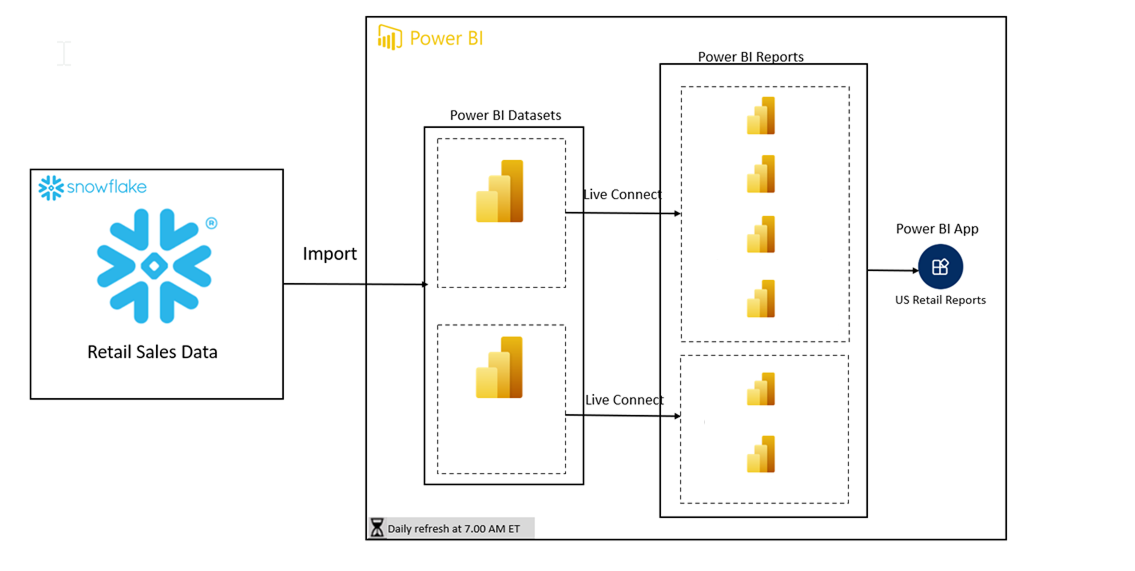 Power BI
Power BI Reports
Power BI Datasets
snowflake
®
Live Connect
Import
Power BI App
US Retail Reports
Retail Sales Data
Live Connect
Daily refresh at 7.00 AM ET